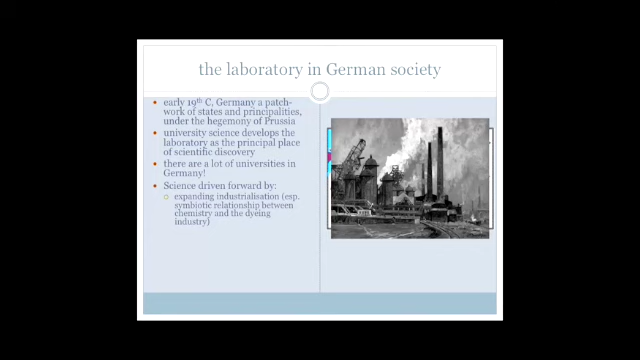 the laboratory in German society
early 19th C, Germany a patch-
work of states and principalities,
under the hegemony of Prussia
university science develops the
laboratory as the principal place
of scientific discovery
there are a lot of universities in
Germany!
Science driven forward by:
expanding industrialisation (esp.
symbiotic relationship between
chemistry and the dyeing
industry)